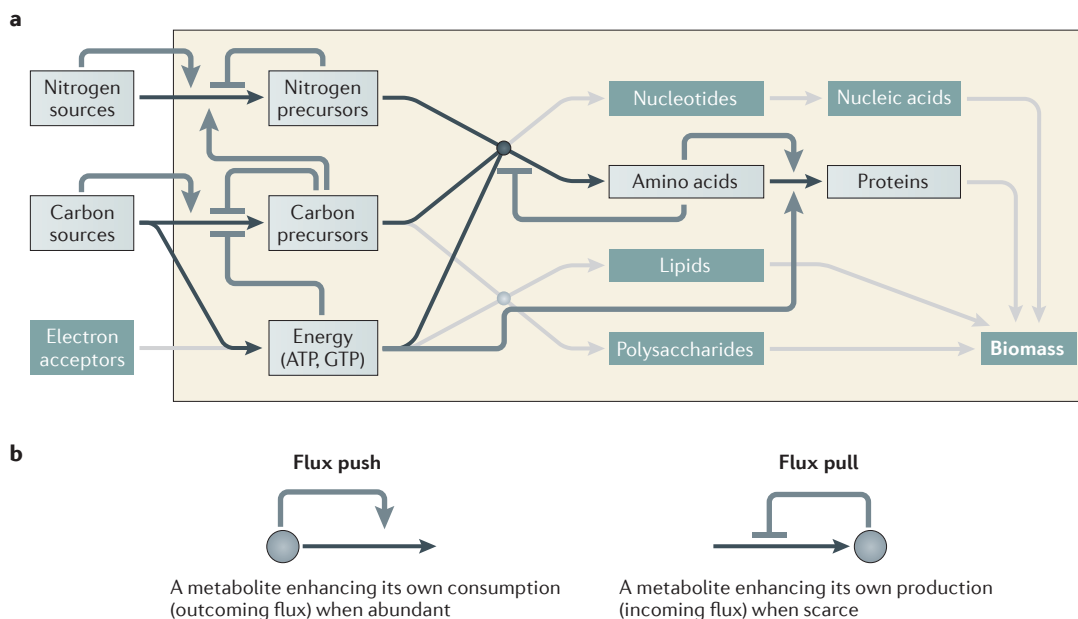 a
Nitrogen
sources
Nitrogen
precursors
Nucleotides
Nucleic acids
Carbon
sources
Carbon
precursors
Amino acids
Proteins
Lipids
Electron
acceptors
Energy
(ATP, GTP)
Polysaccharides
Biomass
b
Flux push
A metabolite enhancing its own consumption
(outcoming flux) when abundant
Flux pull
A metabolite enhancing its own production
(incoming flux) when scarce